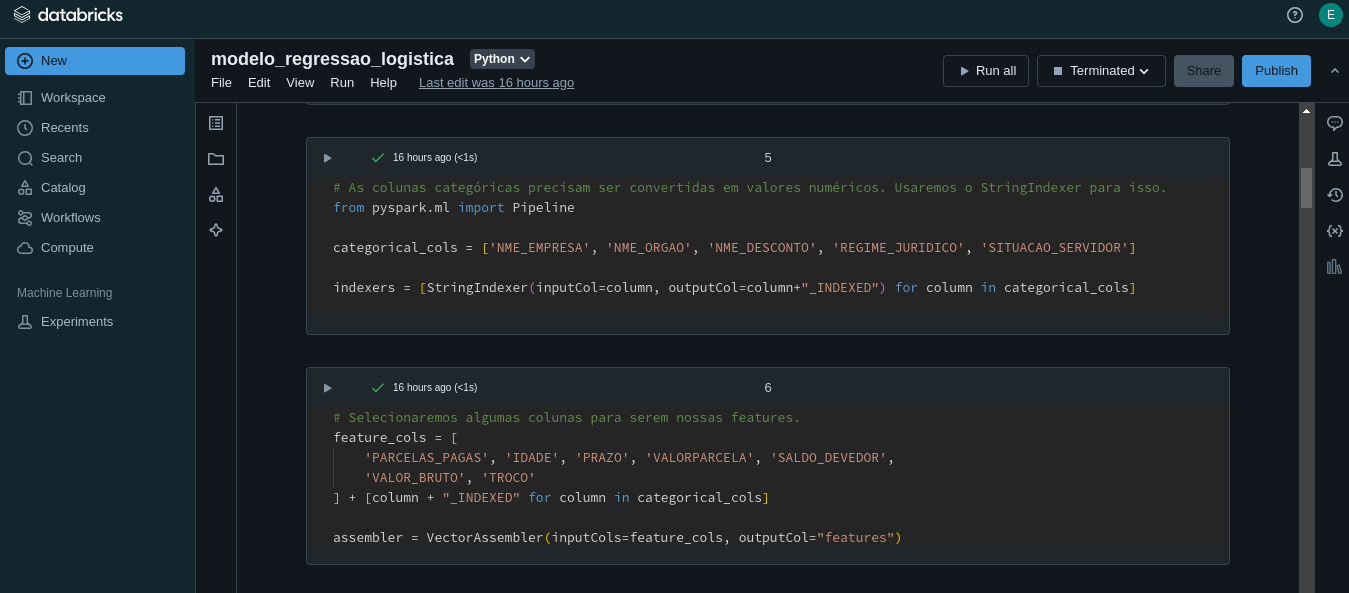 databricks
E
New
Workspace
Recents
Search
Catalog
Workflows
Compute
Machine Learning
Experiments
modelo_regressao_logistica
Python
File Edit View Run Help Last edit was 16 hours ago
Run all
Terminated
Share
Publish
16 hours ago (<1s)
5
# As colunas categóricas precisam ser convertidas em valores numéricos. Usaremos o StringIndexer para isso.
from pyspark.ml import Pipeline
categorical_cols = ['NME_EMPRESA', 'NME_ORGAO', 'NME_DESCONTO', 'REGIME_JURIDICO', 'SITUACAO_SERVIDOR']
indexers = [StringIndexer(inputCol=column, outputCol=column+"_INDEXED") for column in categorical_cols]
16 hours ago (<1s)
6
# Selecionaremos algumas colunas para serem nossas features.
feature_cols = [
'PARCELAS_PAGAS', 'IDADE', 'PRAZO', 'VALORPARCELA', 'SALDO_DEVEDOR',
'VALOR_BRUTO', 'TROCO'
] + [column + "_INDEXED" for column in categorical_cols]
assembler = VectorAssembler(inputCols=feature_cols, outputCol="features")